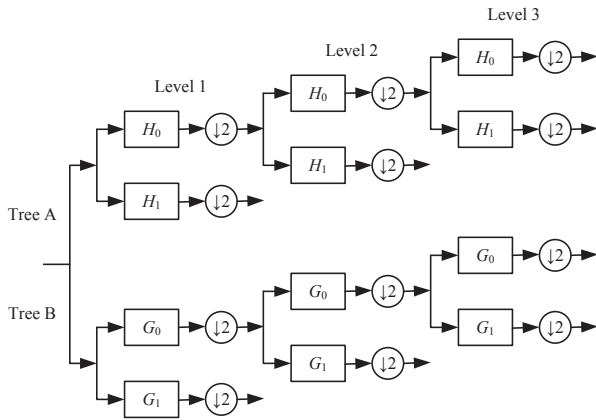 Level 3
Level 2
H₀ ↓2
Level 1
H₀ ↓2
H₀ ↓2
H₁ ↓2
H₁ ↓2
H₁ ↓2
Tree A
G₀ ↓2
G₀ ↓2
Tree B
G₀ ↓2
G₁ ↓2
G₁ ↓2
G₁ ↓2